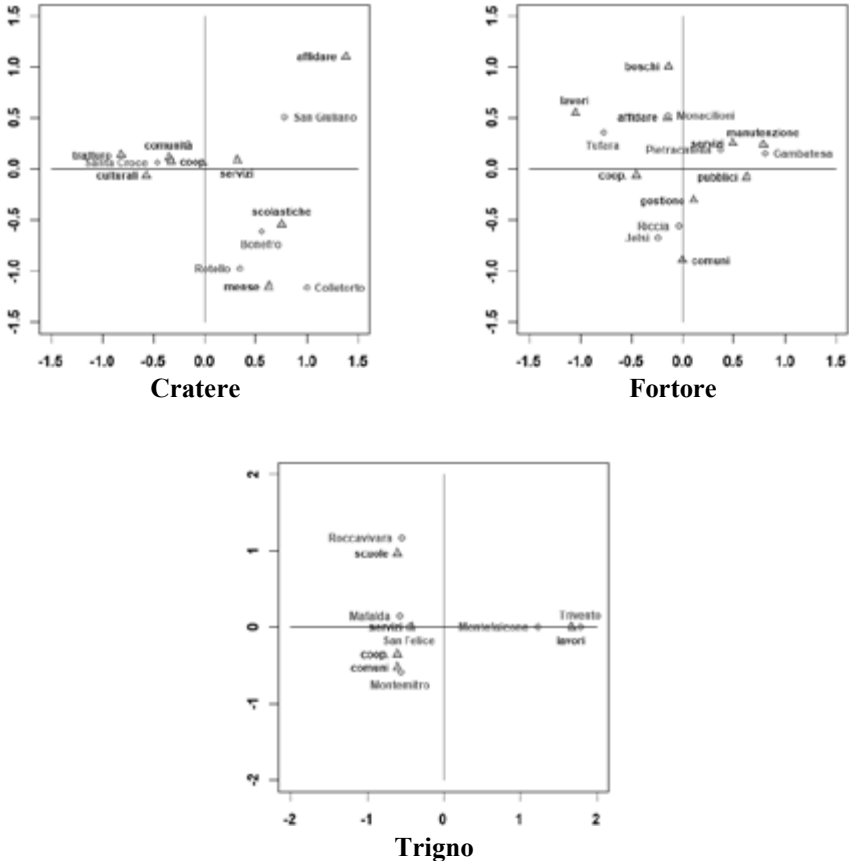 1.5
1.0
0.5
0.0
-0.5
-1.0
-1.5
affidare
San Giuliano
comunità
tratturo
Santa Croce
coop.
culturali
servizi
scolastiche
Bonefro
Rotello
mense
Colletorto
-1.5 -1.0 -0.5 0.0 0.5 1.0 1.5
Cratere
1.5
1.0
0.5
0.0
-0.5
-1.0
-1.5
boschi
lavori
affidare Monacilioni
manutenzione
servizi
Tufara
Pietracatella
Gambatesa
coop.
pubblici
gestione
Riccia
Jelsi
comuni
-1.5 -1.0 -0.5 0.0 0.5 1.0 1.5
Fortore
2
1
0
-1
-2
Roccavivara
scuole
Mafalda
Trivento
servizi
Montefalcone
San Felice
lavori
coop.
comuni
Montemitro
-2 -1 0 1 2
Trigno